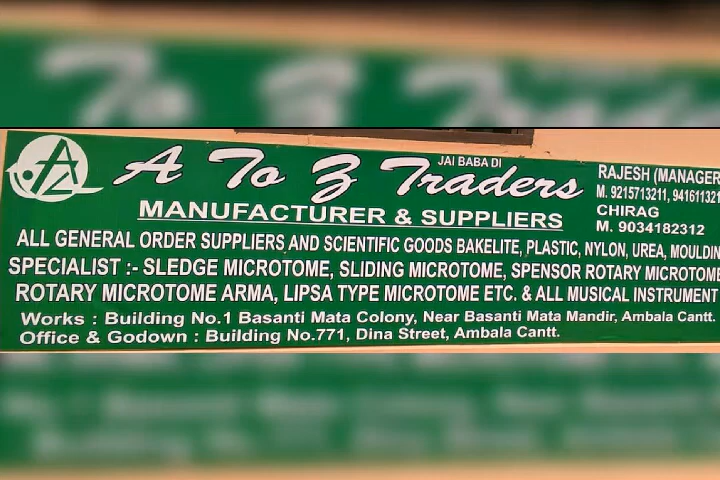 AZ
A To Z Traders
JAI BABA DI
MANUFACTURER & SUPPLIERS
RAJESH (MANAGER
M. 9215713211, 941611321
CHIRAG
M. 9034182312
ALL GENERAL ORDER SUPPLIERS AND SCIENTIFIC GOODS BAKELITE, PLASTIC, NYLON, UREA, MOULDIN
SPECIALIST :- SLEDGE MICROTOME, SLIDING MICROTOME, SPENSOR ROTARY MICROTOME
ROTARY MICROTOME ARMA, LIPSA TYPE MICROTOME ETC. & ALL MUSICAL INSTRUMENT
Works : Building No.1 Basanti Mata Colony, Near Basanti Mata Mandir, Ambala Cantt.
Office & Godown : Building No.771, Dina Street, Ambala Cantt.